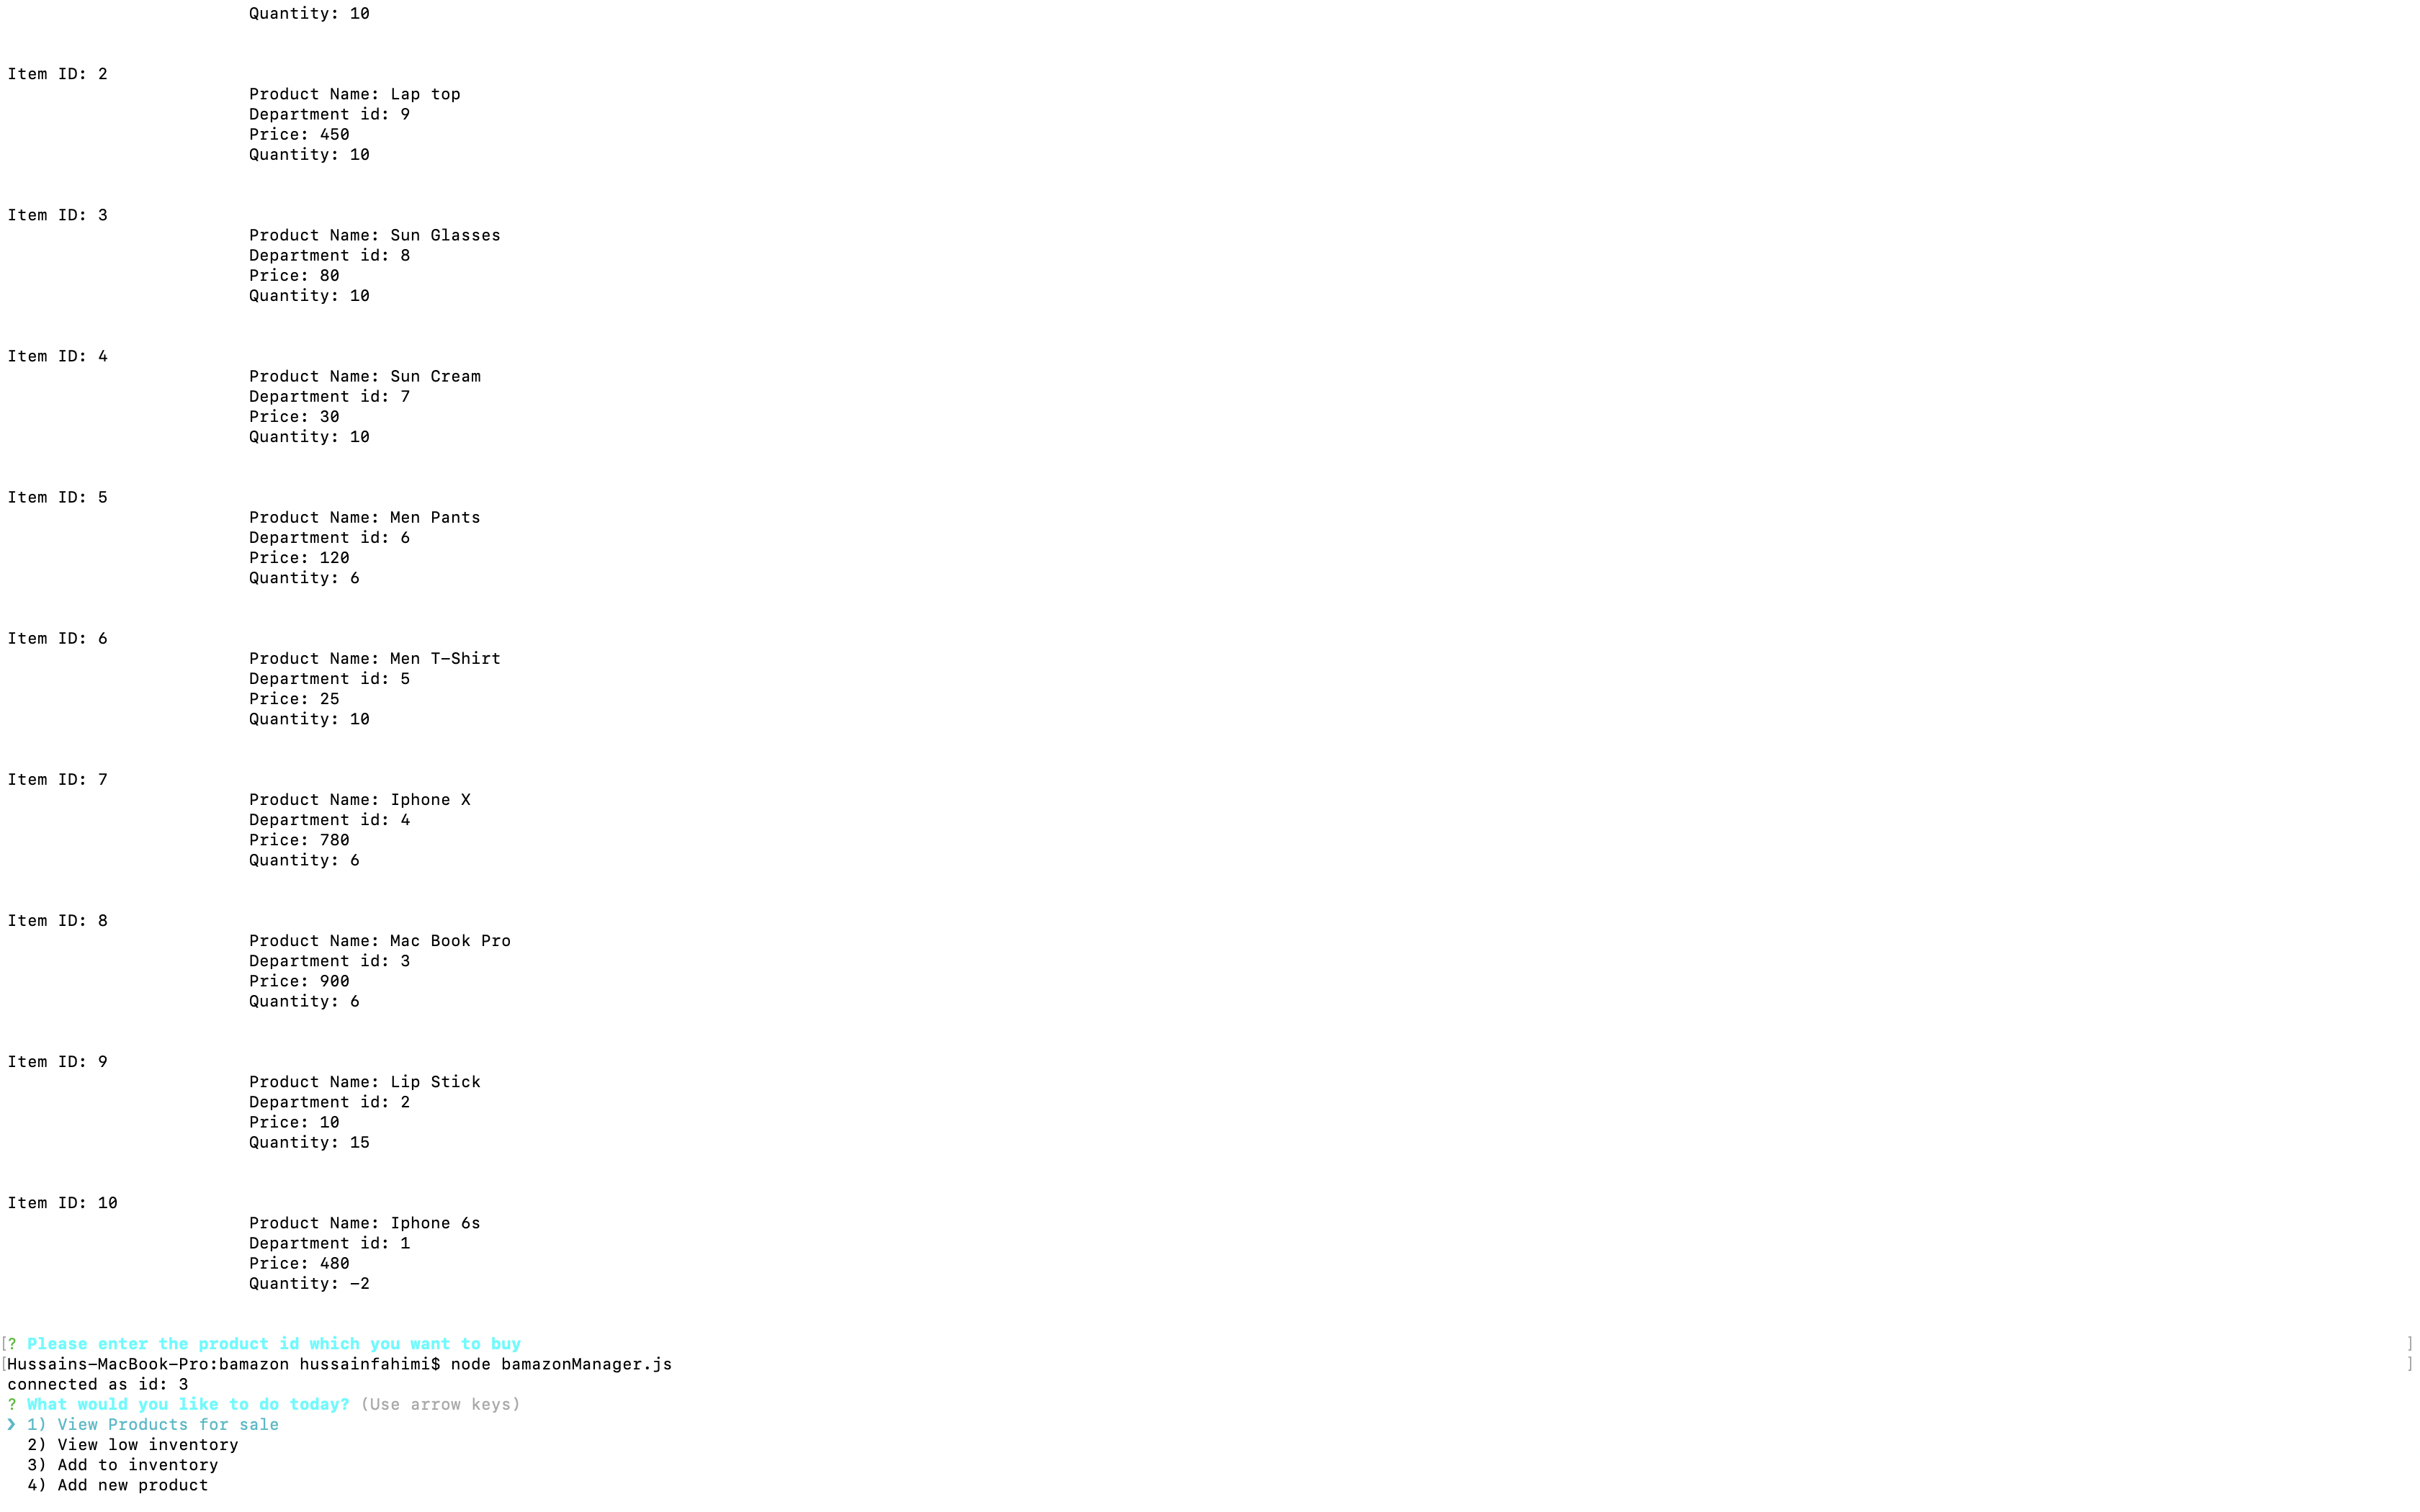 Quantity: 10
Item ID: 2
Product Name: Lap top
Department id: 9
Price: 450
Quantity: 10
Item ID: 3
Product Name: Sun Glasses
Department id: 8
Price: 80
Quantity: 10
Item ID: 4
Product Name: Sun Cream
Department id: 7
Price: 30
Quantity: 10
Item ID: 5
Product Name: Men Pants
Department id: 6
Price: 120
Quantity: 6
Item ID: 6
Product Name: Men T-Shirt
Department id: 5
Price: 25
Quantity: 10
Item ID: 7
Product Name: Iphone X
Department id: 4
Price: 780
Quantity: 6
Item ID: 8
Product Name: Mac Book Pro
Department id: 3
Price: 900
Quantity: 6
Item ID: 9
Product Name: Lip Stick
Department id: 2
Price: 10
Quantity: 15
Item ID: 10
Product Name: Iphone 6s
Department id: 1
Price: 480
Quantity: -2
[? Please enter the product id which you want to buy ]
[Hussains-MacBook-Pro:bamazon hussainfahimi$ node bamazonManager.js ]
connected as id: 3
? What would you like to do today? (Use arrow keys)
❯ 1) View Products for sale
2) View low inventory
3) Add to inventory
4) Add new product